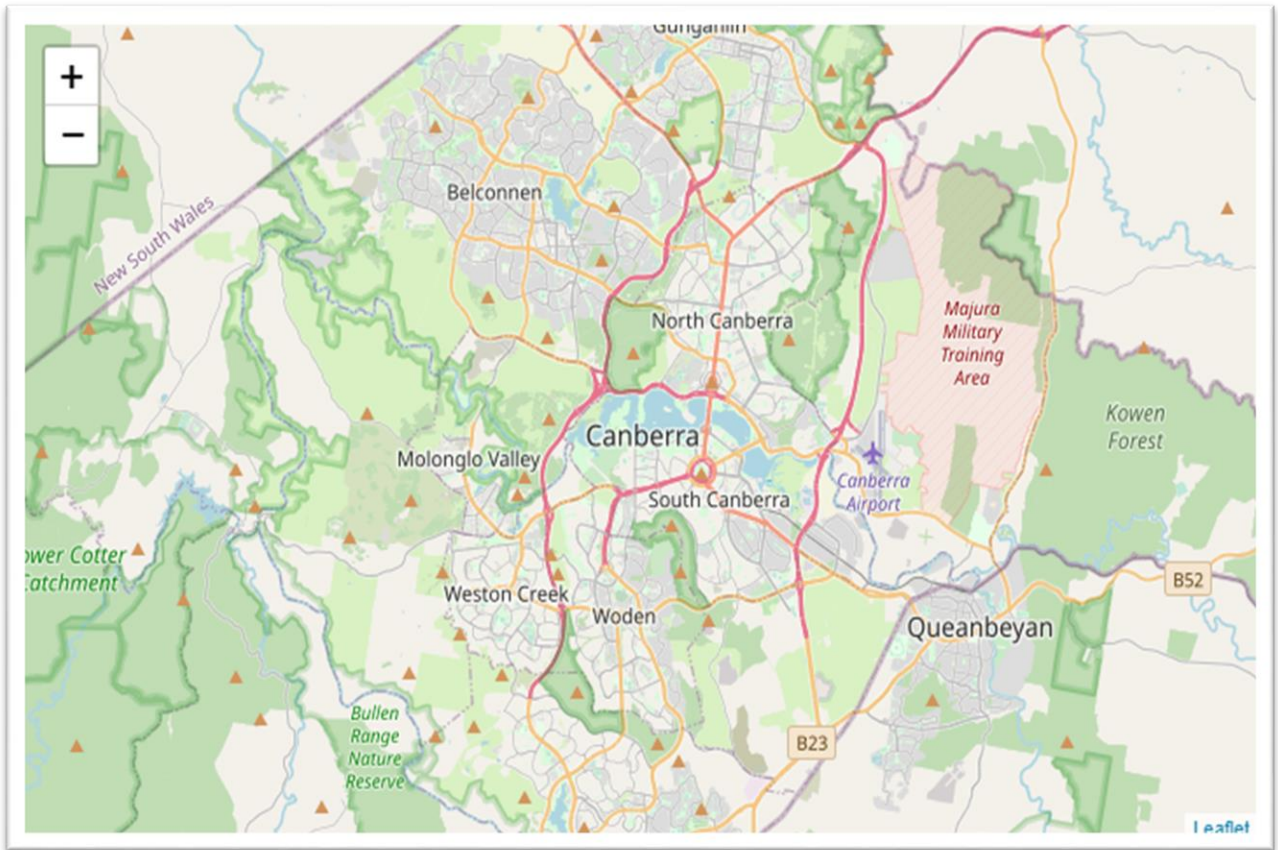 Gungahlin
+
−
Belconnen
New South Wales
North Canberra
Majura
Military
Training
Area
Kowen
Forest
Canberra
Molonglo Valley
South Canberra
Canberra
Airport
ower Cotter
Catchment
Weston Creek
Woden
B52
Queanbeyan
Bullen
Range
Nature
Reserve
B23
Leaflet